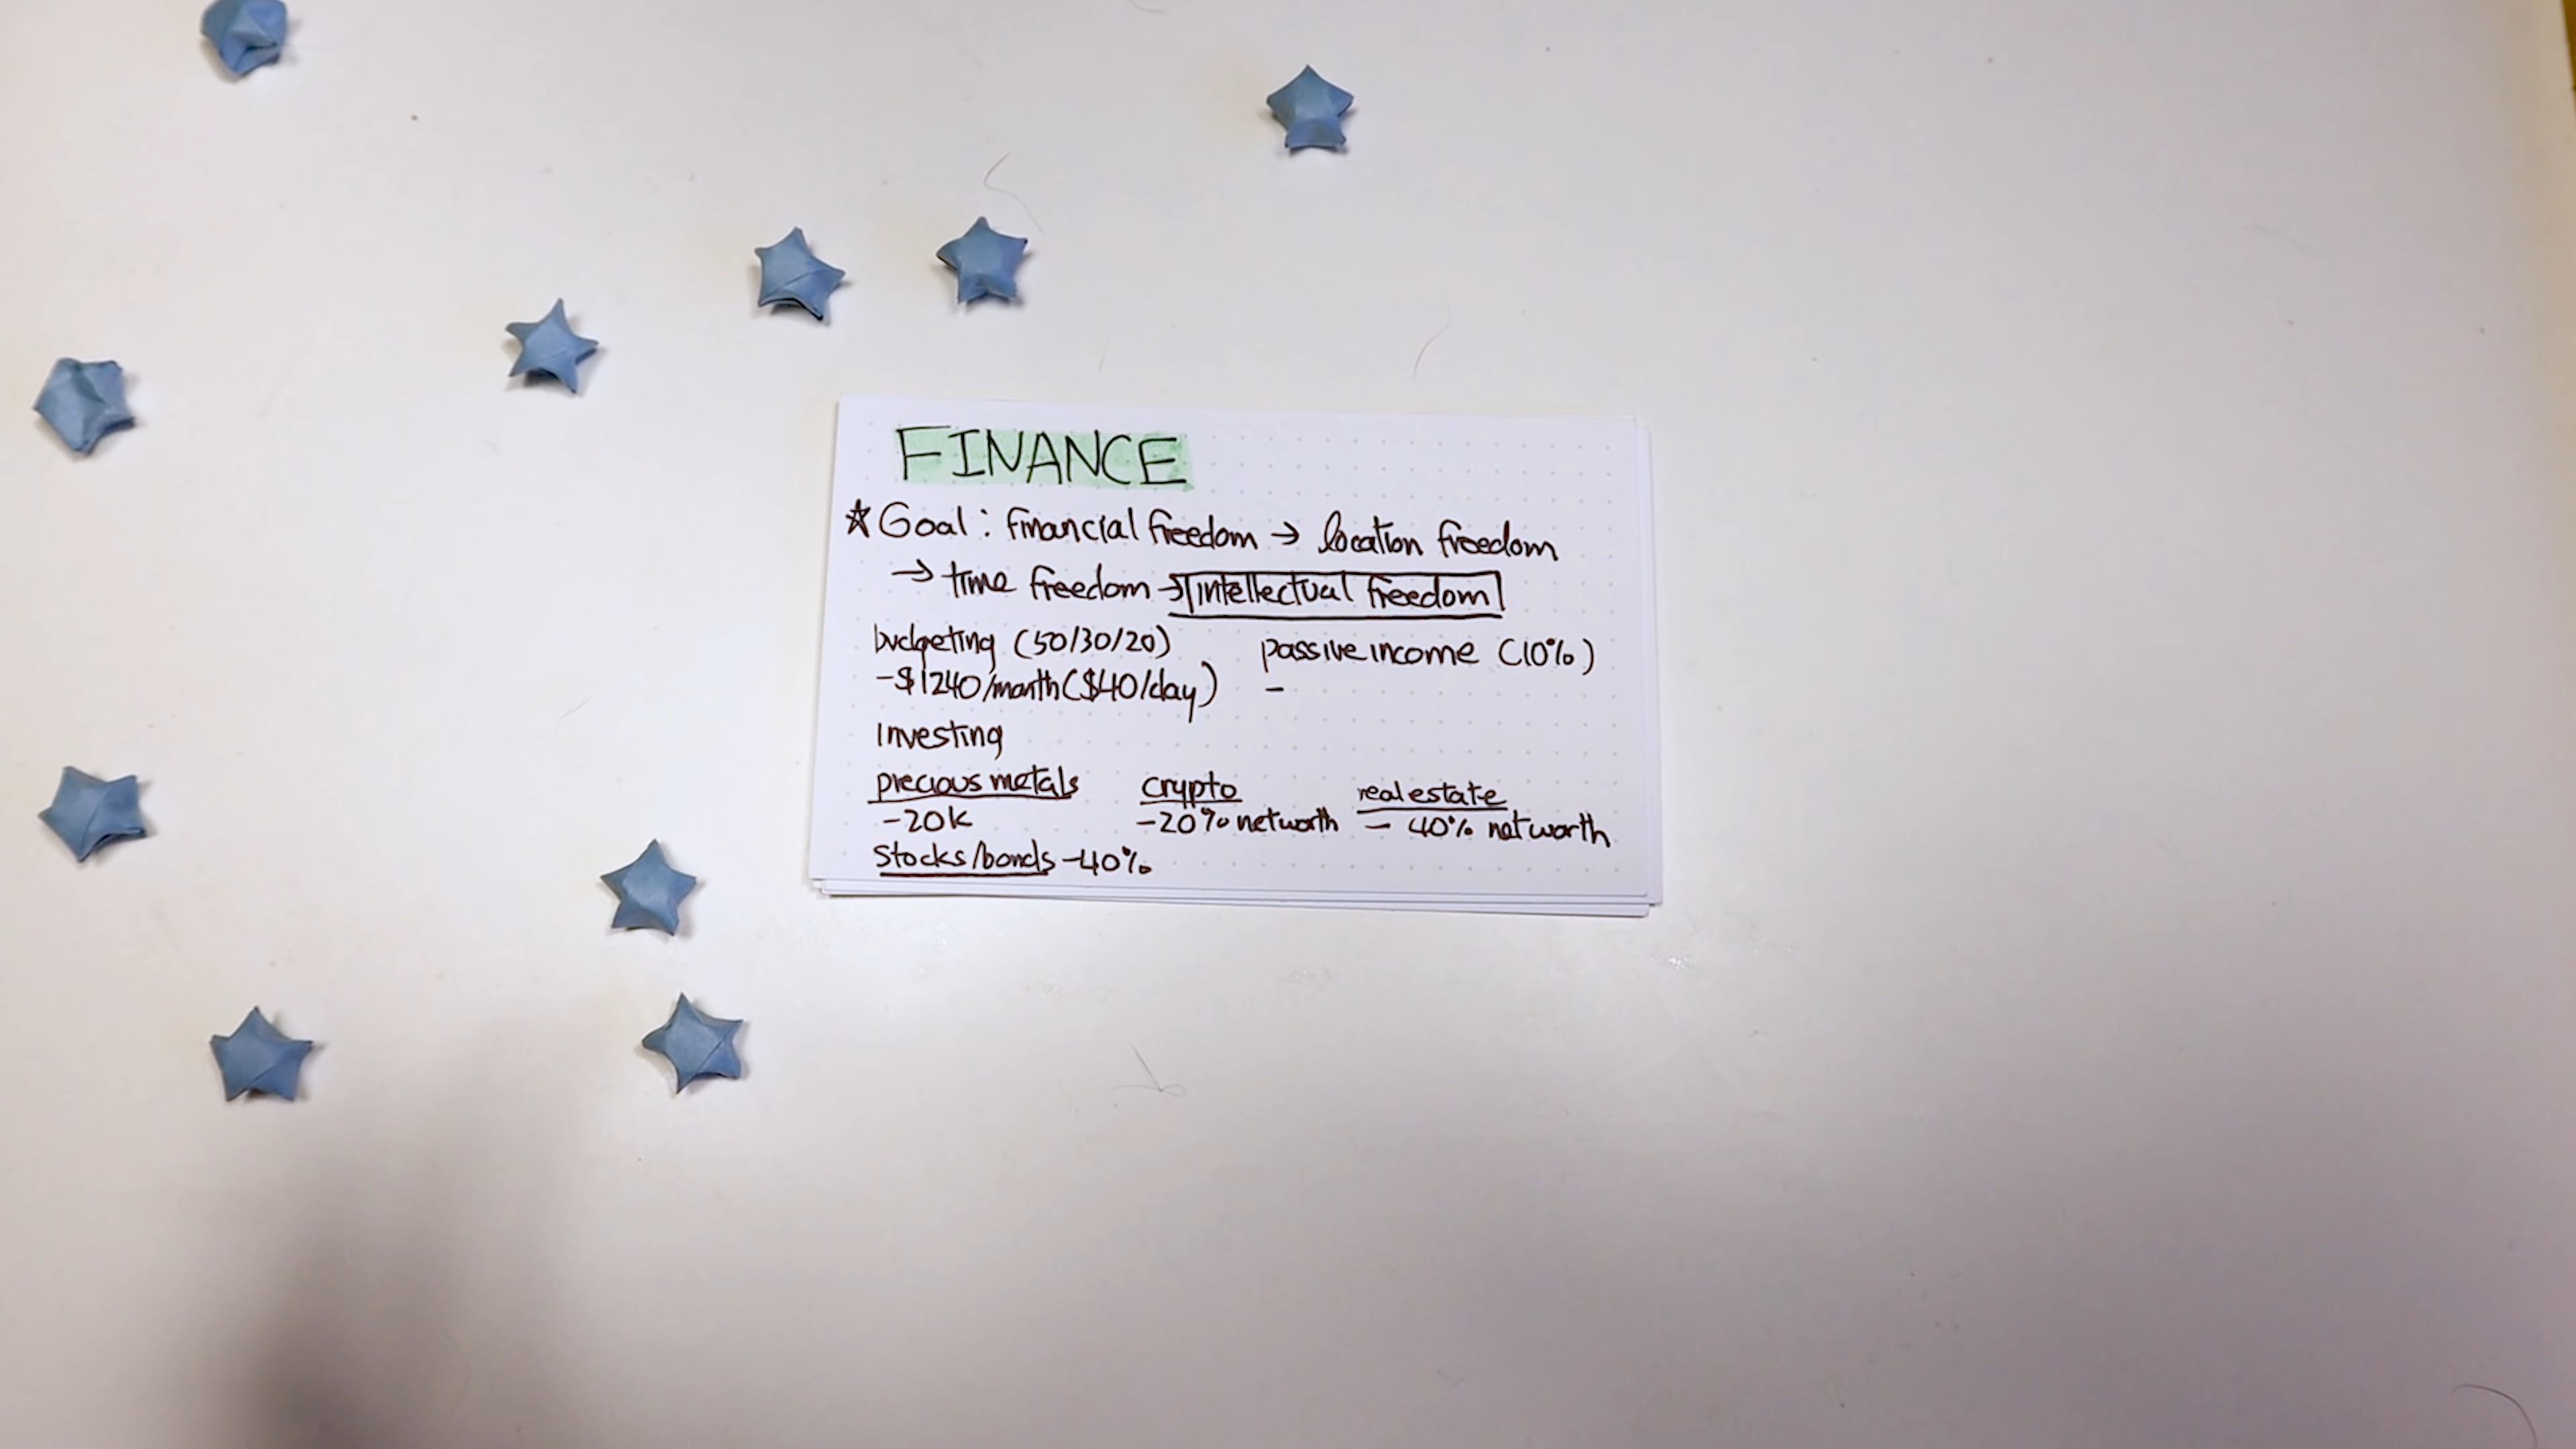 FINANCE
☆ Goal: financial freedom → location freedom
→ time freedom → intellectual freedom
budgeting (50/30/20)
-$1240/month ($40/day)
passive income (10%)
-
investing
precious metals
-20k
crypto
-20% networth
real estate
- 40% networth
stocks/bonds -40%